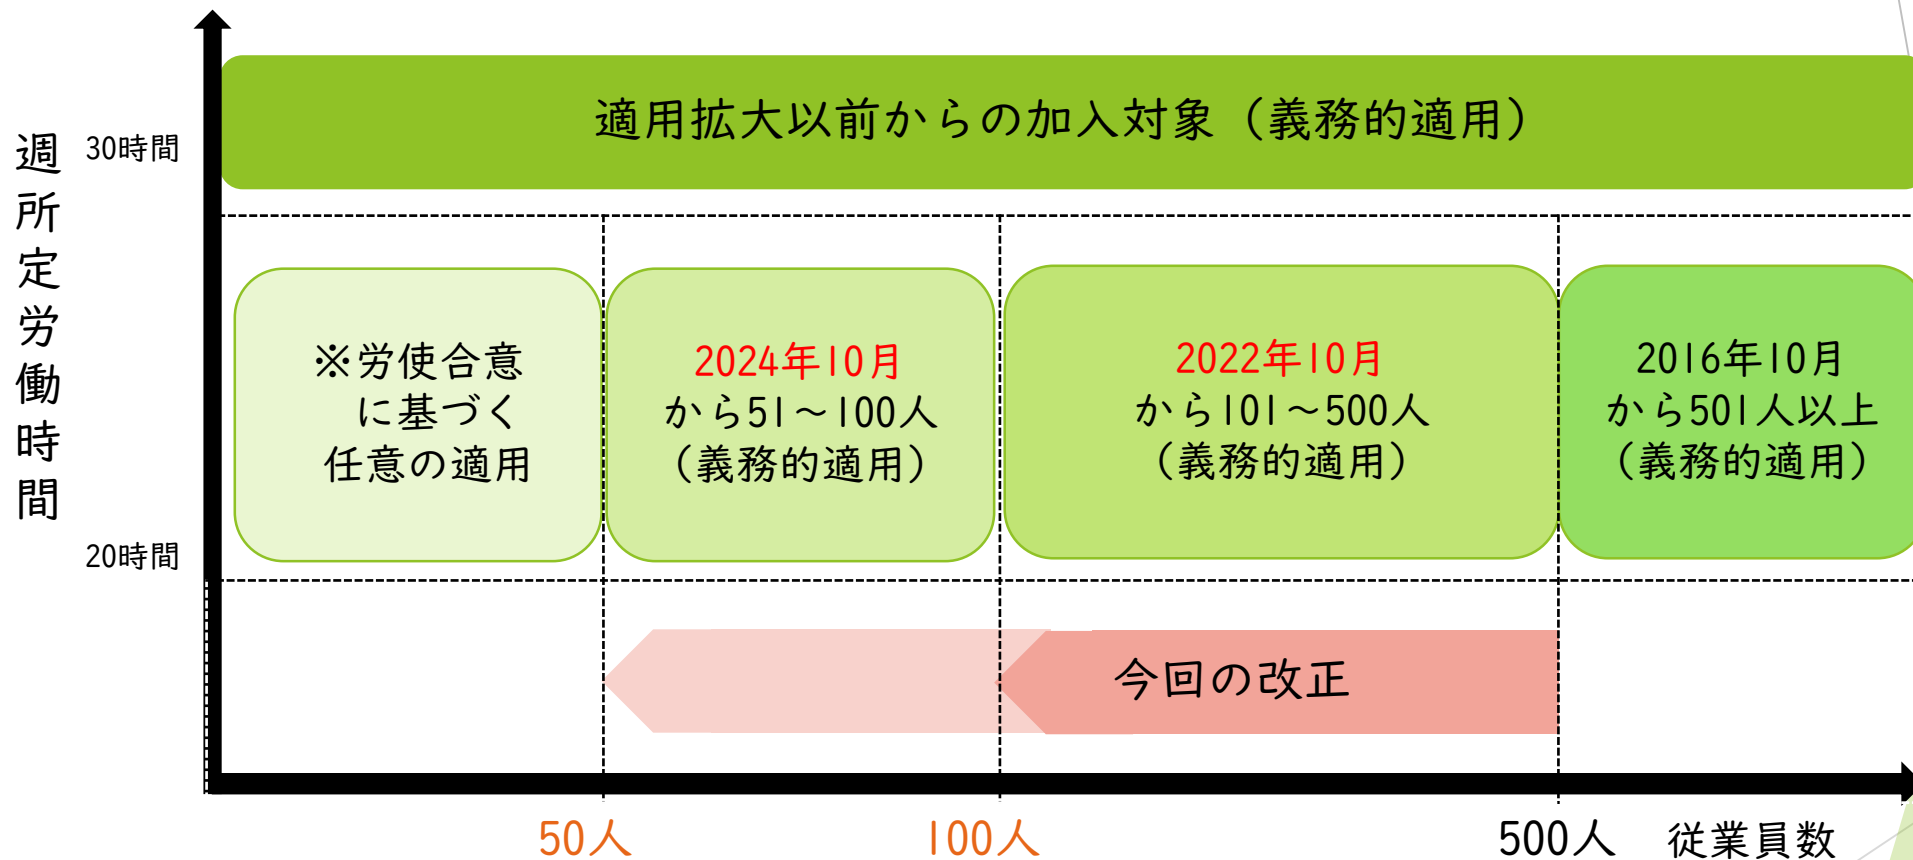 適用拡大以前からの加入対象（義務的適用）
週所定労働時間
30時間
20時間
※労使合意
に基づく
任意の適用
2024年10月
から51～100人
（義務的適用）
2022年10月
から101～500人
（義務的適用）
2016年10月
から501人以上
（義務的適用）
今回の改正
50人
100人
500人
従業員数